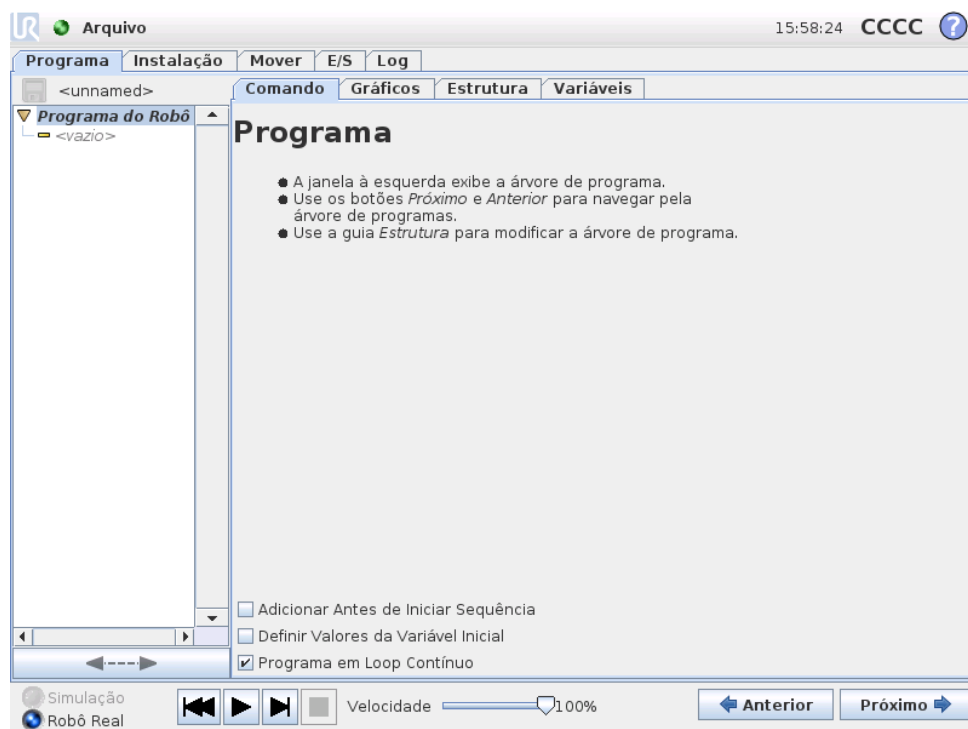 UR Arquivo 15:58:24 CCCC ?
Programa Instalação Mover E/S Log
<unnamed> Comando Gráficos Estrutura Variáveis
Programa do Robô
<vazio>
Programa
A janela à esquerda exibe a árvore de programa.
Use os botões Próximo e Anterior para navegar pela
árvore de programas.
Use a guia Estrutura para modificar a árvore de programa.
Adicionar Antes de Iniciar Sequência
Definir Valores da Variável Inicial
Programa em Loop Contínuo
Simulação
Robô Real
Velocidade 100%
Anterior Próximo